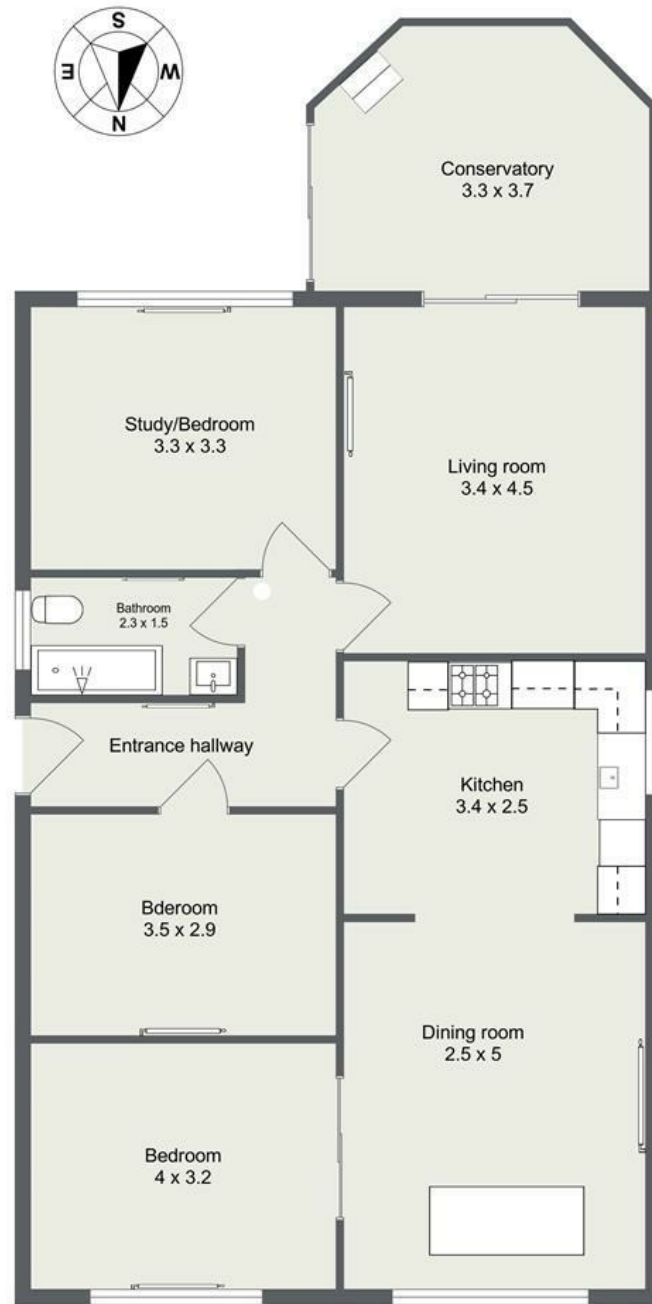 S
E
W
N
Conservatory
3.3 x 3.7
Study/Bedroom
3.3 x 3.3
Living room
3.4 x 4.5
Bathroom
2.3 x 1.5
Entrance hallway
Kitchen
3.4 x 2.5
Bderoom
3.5 x 2.9
Dining room
2.5 x 5
Bedroom
4 x 3.2